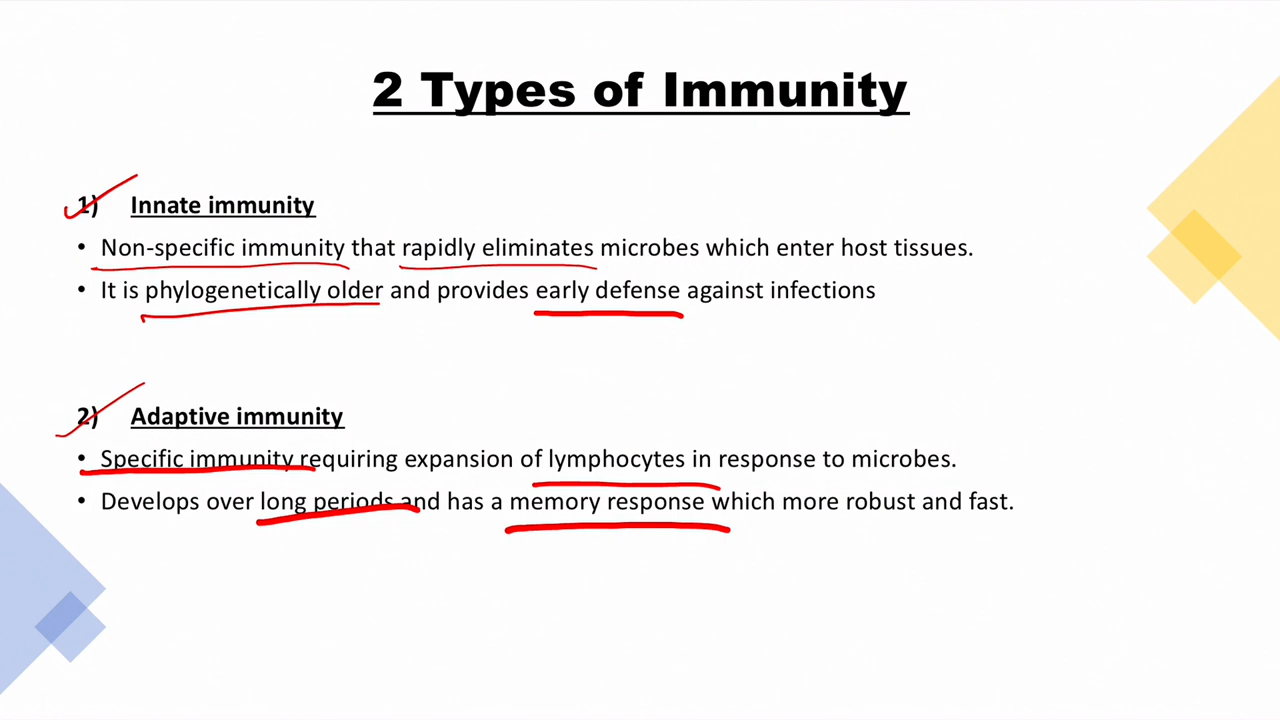 2 Types of Immunity
1) Innate immunity
• Non-specific immunity that rapidly eliminates microbes which enter host tissues.
• It is phylogenetically older and provides early defense against infections
2) Adaptive immunity
• Specific immunity requiring expansion of lymphocytes in response to microbes.
• Develops over long periods and has a memory response which more robust and fast.